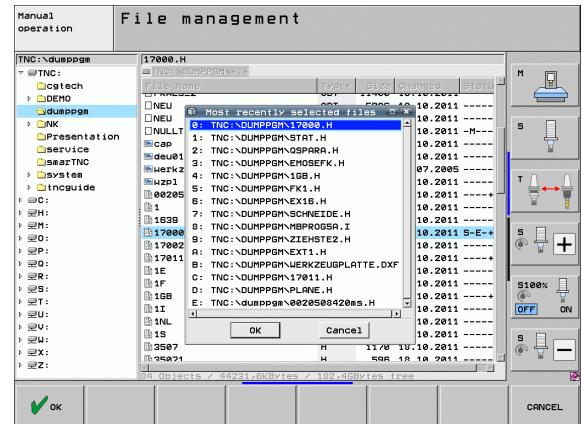 Manual operation
File management
TNC:\dumppgm
17000.H
TNC:
cgtech
DEMO
dumppgm
NK
Presentation
service
smarTNC
system
tncguide
C:
H:
M:
O:
P:
Q:
R:
S:
T:
U:
V:
W:
X:
Z:
TNC:\DUMPPGM\*.*
File name Type Size Changed Statu
NEU
NEU
NULLT
cap
deu01
Werkz
wzpl
00205
1
1639
17000
17002
17011
1E
1F
1GB
1I
1NL
1S
3507 H 1170 18.10.2011 -----
35071 H 596 18.10.2011 -----
10.2011 -----
10.2011 -----
10.2011 -M---
10.2011 -----
10.2011 -----
07.2005 -----
10.2011 -----
10.2011 ----+
10.2011 -----
10.2011 -----
10.2011 S-E-+
10.2011 -----
10.2011 ----+
10.2011 -----
10.2011 -----
10.2011 ----+
10.2011 -----
10.2011 -----
10.2011 -----
Most recently selected files
0: TNC:\DUMPPGM\17000.H
1: TNC:\DUMPPGM\STAT.H
2: TNC:\DUMPPGM\QSPARA.H
3: TNC:\DUMPPGM\EMOSEFK.H
4: TNC:\DUMPPGM\1GB.H
5: TNC:\DUMPPGM\FK1.H
6: TNC:\DUMPPGM\EX16.H
7: TNC:\DUMPPGM\SCHNEIDE.H
8: TNC:\DUMPPGM\MBPROGSA.I
9: TNC:\DUMPPGM\ZIEHSTE2.H
A: TNC:\DUMPPGM\EXT1.H
B: TNC:\DUMPPGM\WERKZEUGPLATTE.DXF
C: TNC:\DUMPPGM\17011.H
D: TNC:\DUMPPGM\PLANE.H
E: TNC:\dumppgm\0020508420ms.H
OK
Cancel
84 Objects / 44231,6KBytes / 182,4GBytes free
M
S
T
S
S100%
OFF ON
S
OK
CANCEL